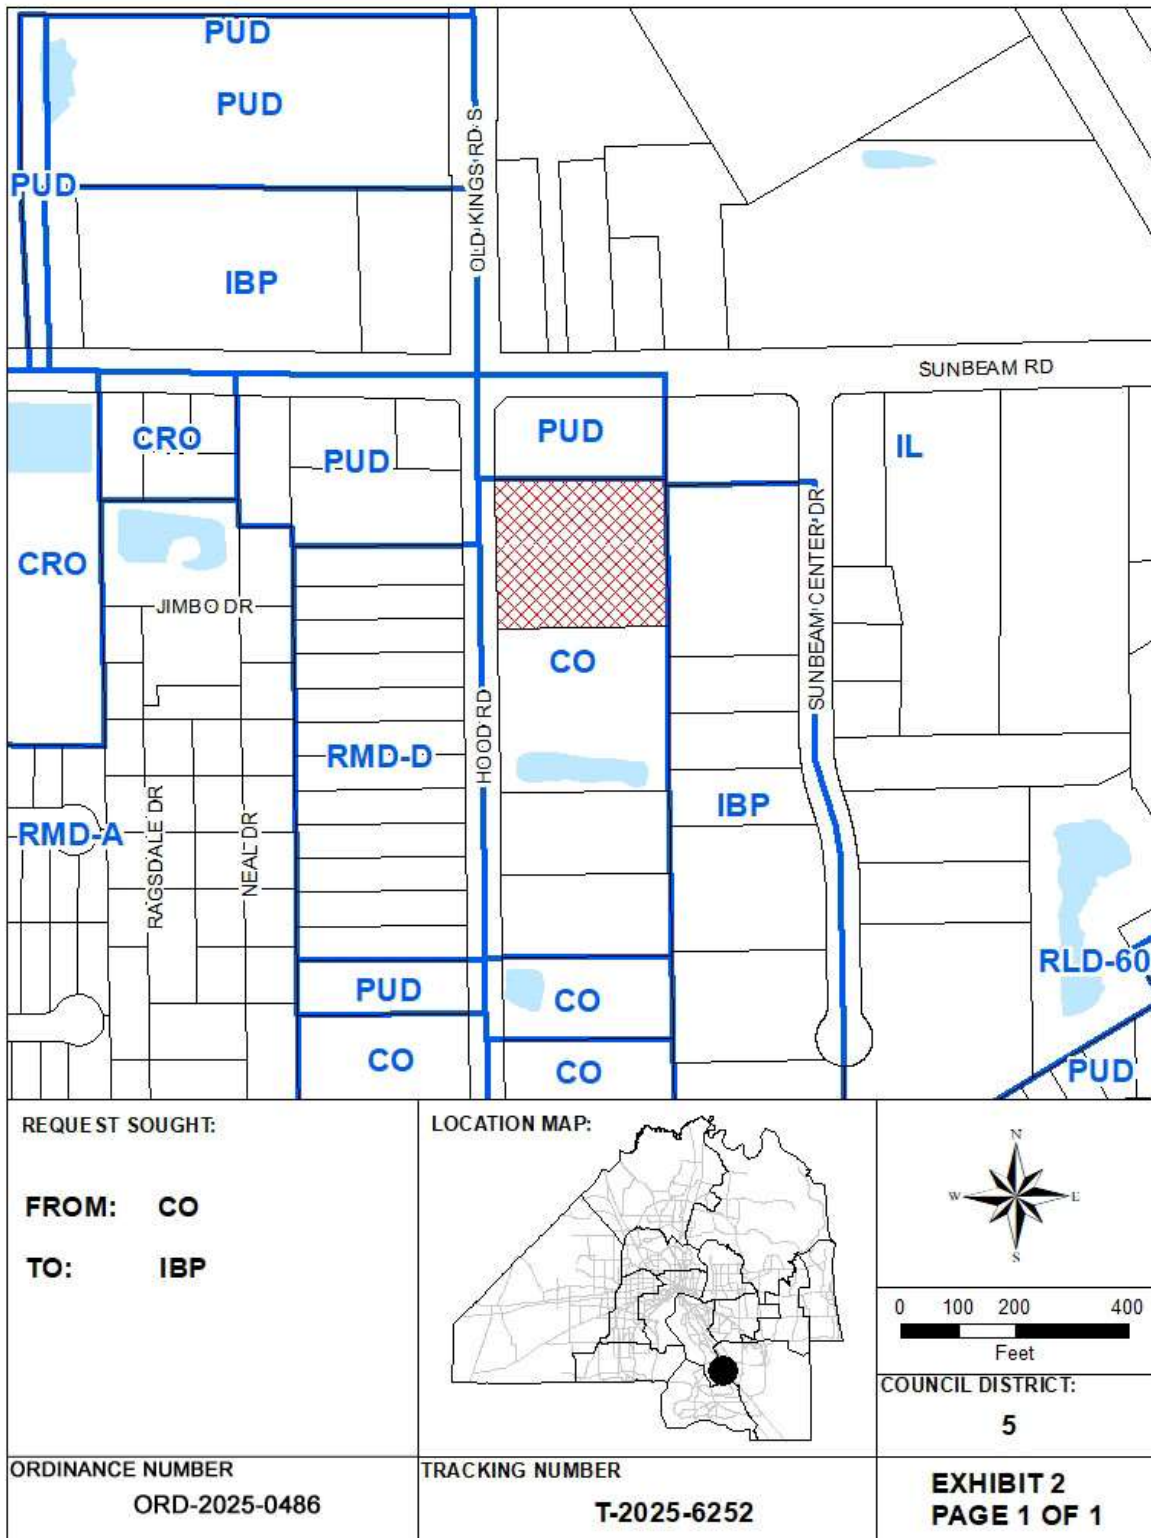 PUD
PUD
OLD KINGS RD S
PUD
IBP
SUNBEAM RD
PUD
CRO
PUD
IL
CRO
SUNBEAM CENTER DR
JIMBO DR
CO
HOOD RD
RMD-D
IBP
RMD-A
RAGSDALE DR
NEAL DR
RLD-60
PUD
CO
CO
CO
PUD
REQUEST SOUGHT:
FROM: CO
TO: IBP
LOCATION MAP:
N
W E
S
0 100 200 400
Feet
COUNCIL DISTRICT:
5
ORDINANCE NUMBER
ORD-2025-0486
TRACKING NUMBER
T-2025-6252
EXHIBIT 2
PAGE 1 OF 1